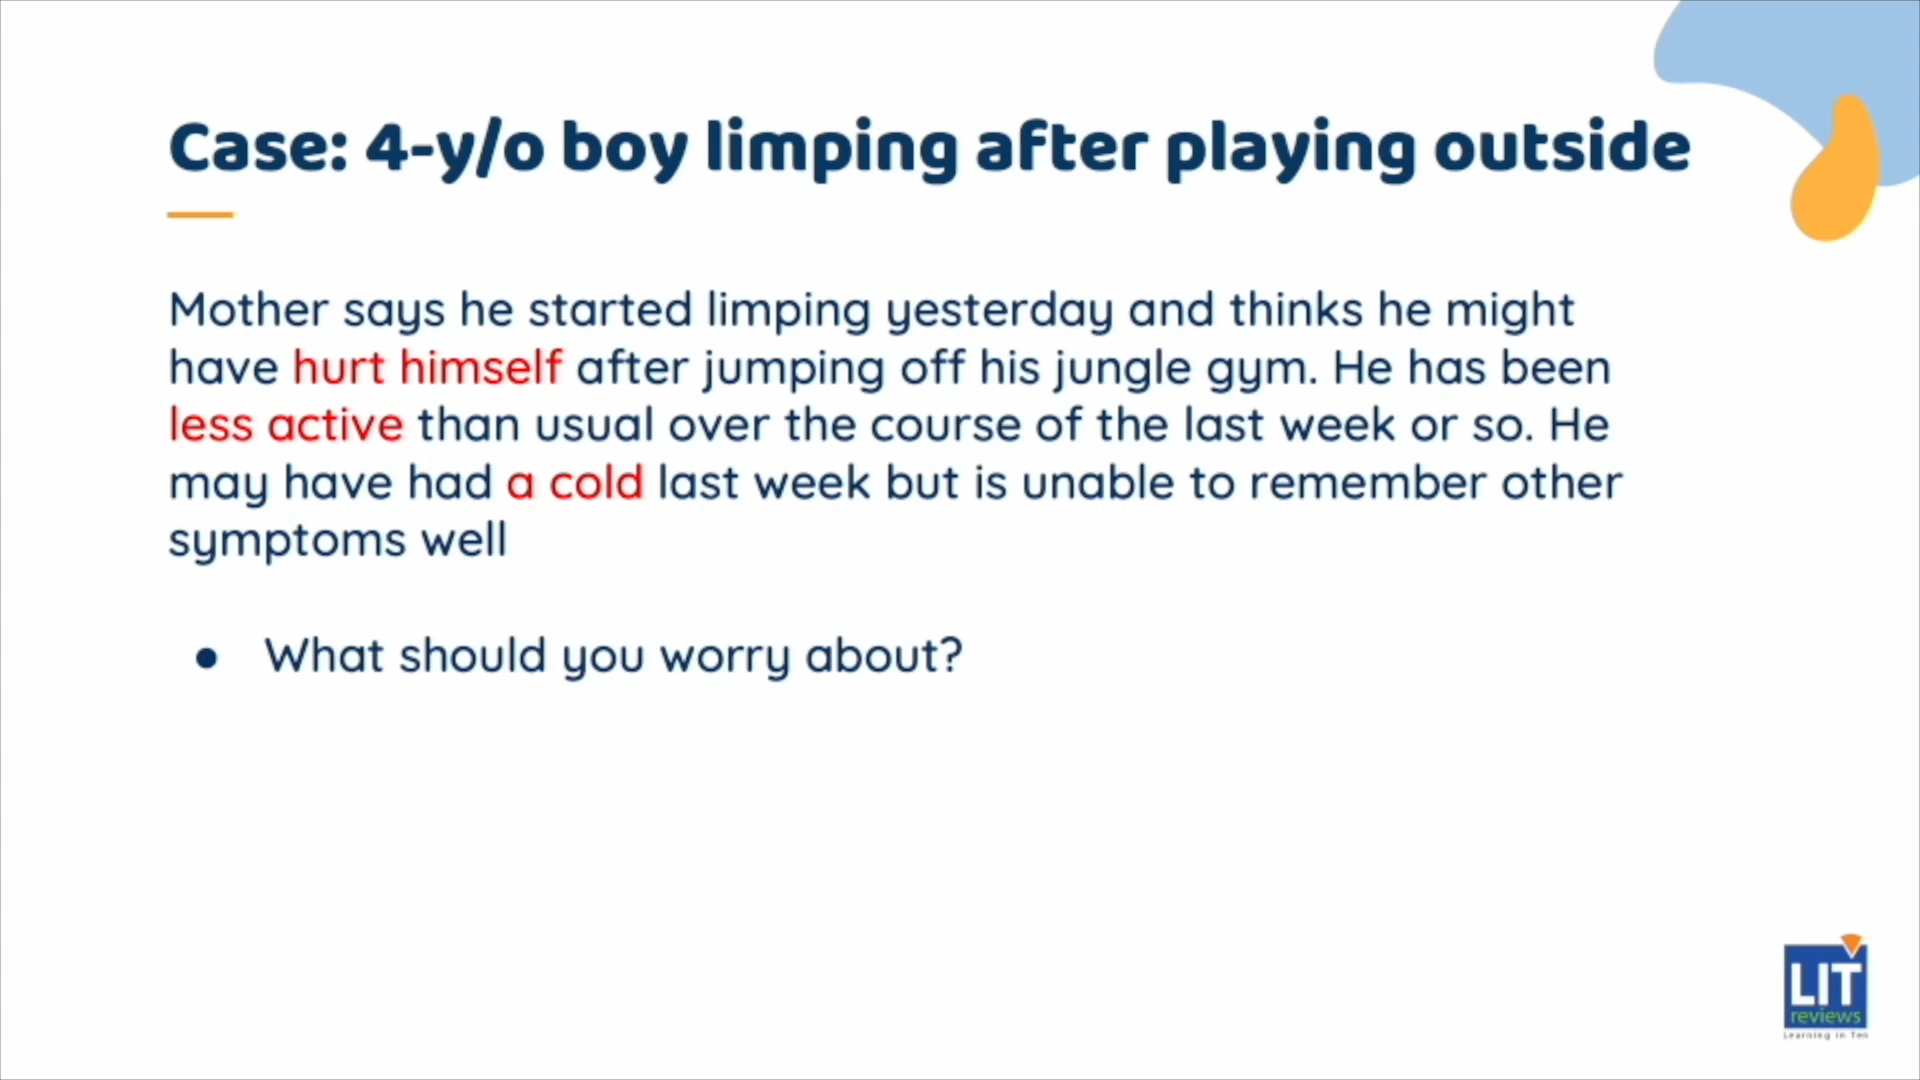 Case: 4-y/o boy limping after playing outside
Mother says he started limping yesterday and thinks he might
have hurt himself after jumping off his jungle gym. He has been
less active than usual over the course of the last week or so. He
may have had a cold last week but is unable to remember other
symptoms well
● What should you worry about?
LIT
reviews
Learning in Ten